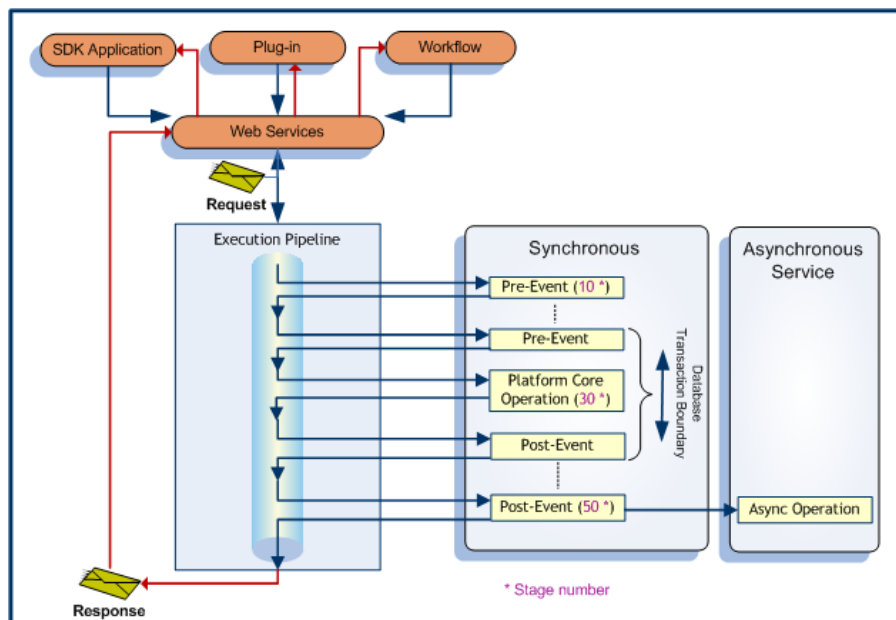 SDK Application
Plug-in
Workflow
Web Services
Request
Execution Pipeline
Synchronous
Asynchronous
Service
Pre-Event (10 *)
Pre-Event
Platform Core
Operation (30 *)
Post-Event
Post-Event (50 *)
Database
Transaction Boundary
Async Operation
Response
* Stage number